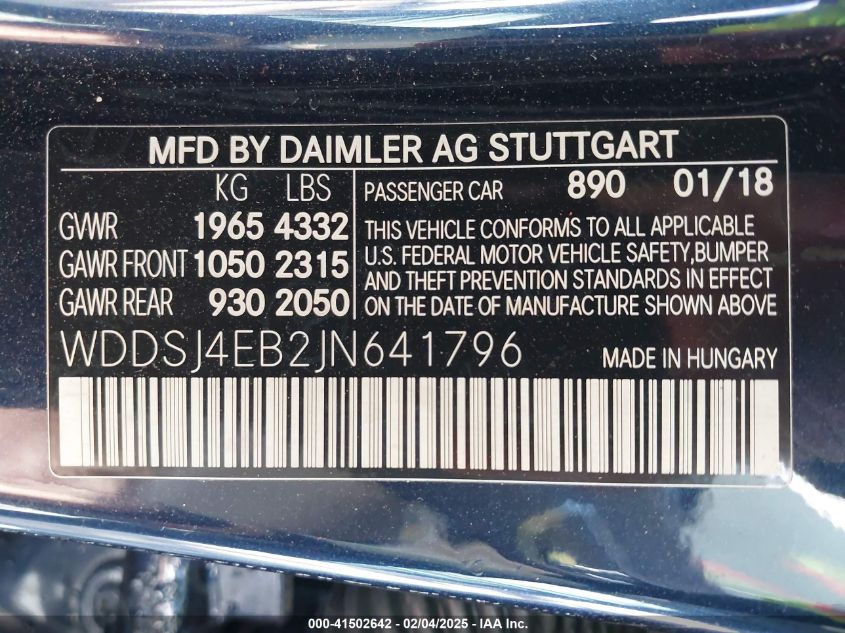 MFD BY DAIMLER AG STUTTGART
KG LBS
GVWR 1965 4332
GAWR FRONT 1050 2315
GAWR REAR 930 2050
PASSENGER CAR 890 01/18
THIS VEHICLE CONFORMS TO ALL APPLICABLE
U.S. FEDERAL MOTOR VEHICLE SAFETY,BUMPER
AND THEFT PREVENTION STANDARDS IN EFFECT
ON THE DATE OF MANUFACTURE SHOWN ABOVE
WDDSJ4EB2JN641796
MADE IN HUNGARY
000-41502642 - 02/04/2025 - IAA Inc.